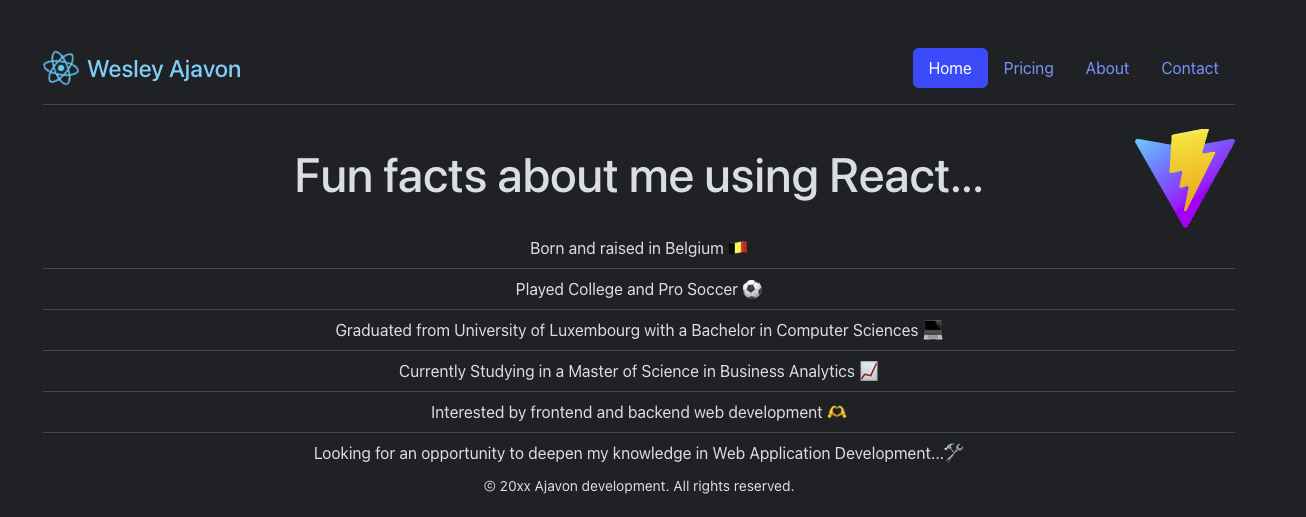 Wesley Ajavon
Home Pricing About Contact
Fun facts about me using React...
Born and raised in Belgium 🇧🇪
Played College and Pro Soccer ⚽
Graduated from University of Luxembourg with a Bachelor in Computer Sciences 💻
Currently Studying in a Master of Science in Business Analytics 📈
Interested by frontend and backend web development 🫶
Looking for an opportunity to deepen my knowledge in Web Application Development...🛠
© 20xx Ajavon development. All rights reserved.